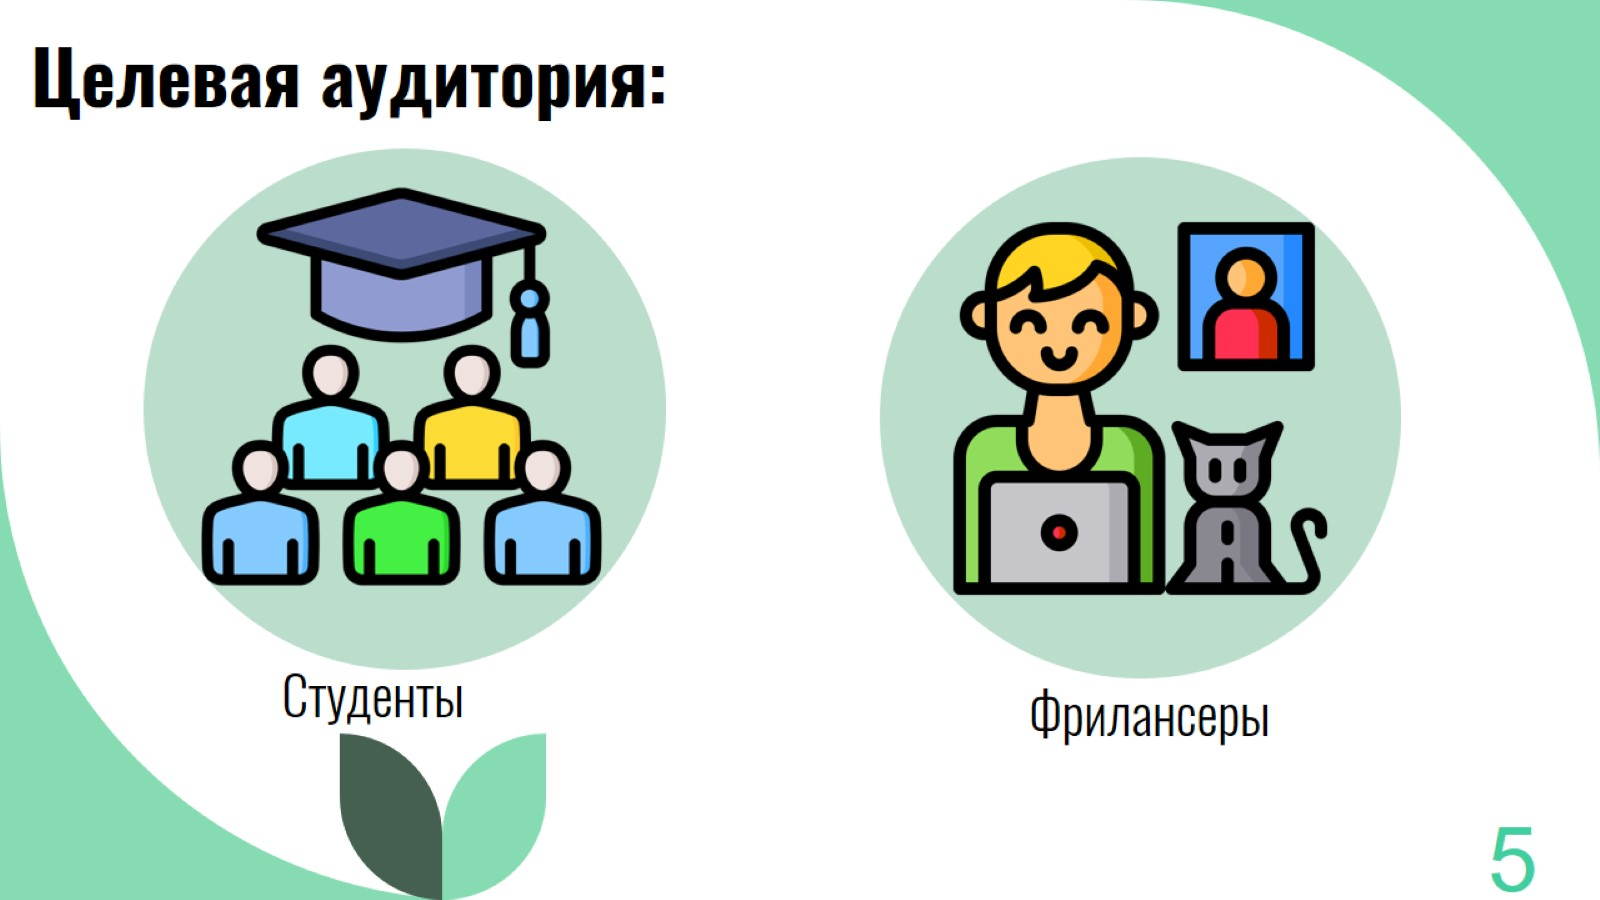 Целевая аудитория:
Студенты
Фрилансеры
5